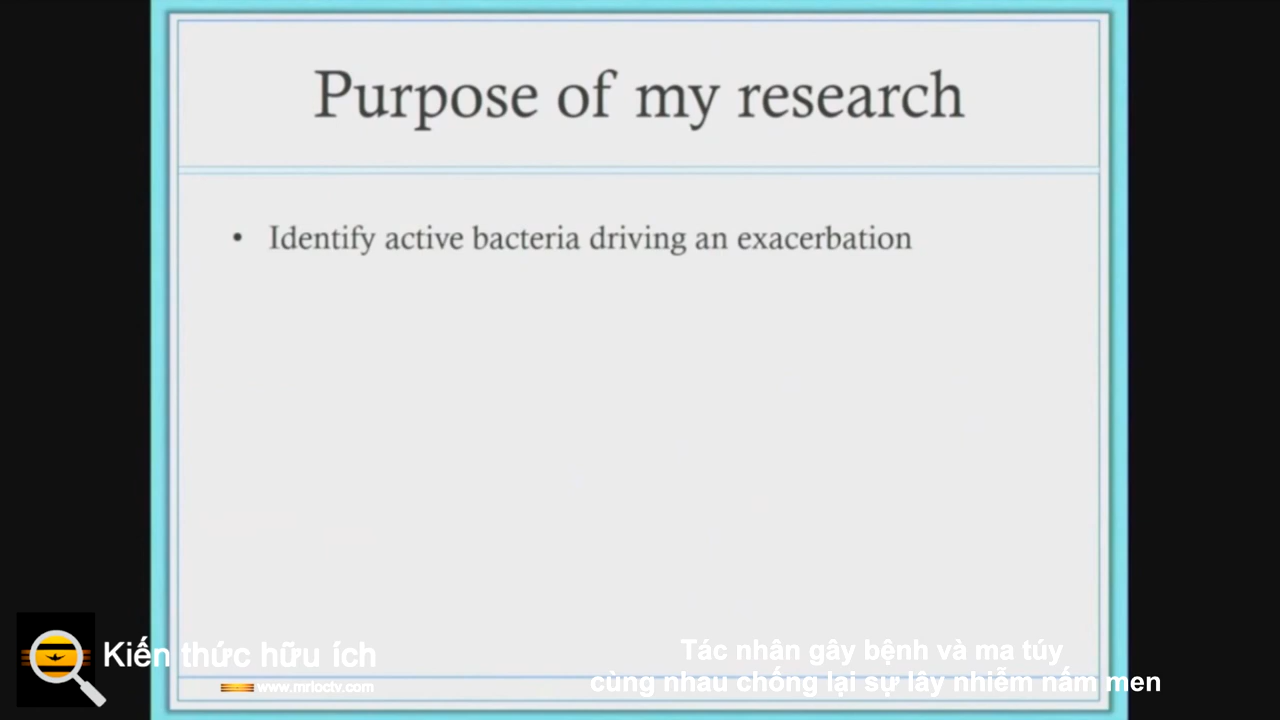 Purpose of my research
• Identify active bacteria driving an exacerbation
Kiến thức hữu ích
www.mrloctv.com
Tác nhân gây bệnh và ma túy
cùng nhau chống lại sự lây nhiễm nấm men